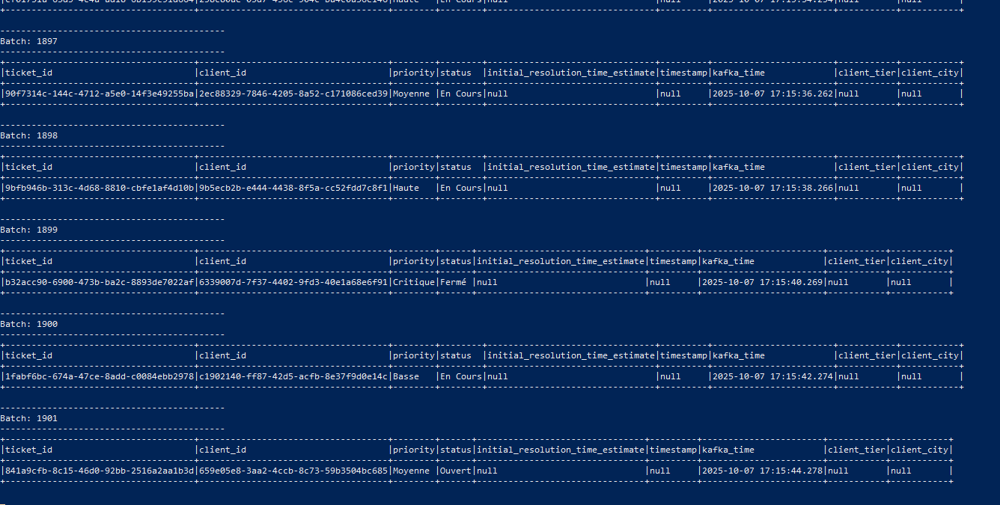 2025-10-07 17:15:34.254
-------------------------------------------
Batch: 1897
-------------------------------------------
+------------------------------------+------------------------------------+--------+--------+--------------------------------+---------+-----------------------+-----------+-----------+
|ticket_id                           |client_id                           |priority|status  |initial_resolution_time_estimate|timestamp|kafka_time             |client_tier|client_city|
+------------------------------------+------------------------------------+--------+--------+--------------------------------+---------+-----------------------+-----------+-----------+
|90f7314c-144c-4712-a5e0-14f3e49255ba|2ec88329-7846-4205-8a52-c171086ced39|Moyenne |En Cours|null                            |null     |2025-10-07 17:15:36.262|null       |null       |
+------------------------------------+------------------------------------+--------+--------+--------------------------------+---------+-----------------------+-----------+-----------+
-------------------------------------------
Batch: 1898
-------------------------------------------
+------------------------------------+------------------------------------+--------+--------+--------------------------------+---------+-----------------------+-----------+-----------+
|ticket_id                           |client_id                           |priority|status  |initial_resolution_time_estimate|timestamp|kafka_time             |client_tier|client_city|
+------------------------------------+------------------------------------+--------+--------+--------------------------------+---------+-----------------------+-----------+-----------+
|9bfb946b-313c-4d68-8810-cbfe1af4d10b|9b5ecb2b-e444-4438-8f5a-cc52fdd7c8f1|Haute   |En Cours|null                            |null     |2025-10-07 17:15:38.266|null       |null       |
+------------------------------------+------------------------------------+--------+--------+--------------------------------+---------+-----------------------+-----------+-----------+
-------------------------------------------
Batch: 1899
-------------------------------------------
+------------------------------------+------------------------------------+--------+------+--------------------------------+---------+-----------------------+-----------+-----------+
|ticket_id                           |client_id                           |priority|status|initial_resolution_time_estimate|timestamp|kafka_time             |client_tier|client_city|
+------------------------------------+------------------------------------+--------+------+--------------------------------+---------+-----------------------+-----------+-----------+
|b32acc90-6900-473b-ba2c-8893de7022af|6339007d-7f37-4402-9fd3-40e1a68e6f91|Critique|Fermé |null                            |null     |2025-10-07 17:15:40.269|null       |null       |
+------------------------------------+------------------------------------+--------+------+--------------------------------+---------+-----------------------+-----------+-----------+
-------------------------------------------
Batch: 1900
-------------------------------------------
+------------------------------------+------------------------------------+--------+--------+--------------------------------+---------+-----------------------+-----------+-----------+
|ticket_id                           |client_id                           |priority|status  |initial_resolution_time_estimate|timestamp|kafka_time             |client_tier|client_city|
+------------------------------------+------------------------------------+--------+--------+--------------------------------+---------+-----------------------+-----------+-----------+
|1fabf6bc-674a-47ce-8add-c0084ebb2978|c1902140-ff87-42d5-acfb-8e37f9d0e14c|Basse   |En Cours|null                            |null     |2025-10-07 17:15:42.274|null       |null       |
+------------------------------------+------------------------------------+--------+--------+--------------------------------+---------+-----------------------+-----------+-----------+
-------------------------------------------
Batch: 1901
-------------------------------------------
+------------------------------------+------------------------------------+--------+------+--------------------------------+---------+-----------------------+-----------+-----------+
|ticket_id                           |client_id                           |priority|status|initial_resolution_time_estimate|timestamp|kafka_time             |client_tier|client_city|
+------------------------------------+------------------------------------+--------+------+--------------------------------+---------+-----------------------+-----------+-----------+
|841a9cfb-8c15-46d0-92bb-2516a2aa1b3d|659e05e8-3aa2-4ccb-8c73-59b3504bc685|Moyenne |Ouvert|null                            |null     |2025-10-07 17:15:44.278|null       |null       |
+------------------------------------+------------------------------------+--------+------+--------------------------------+---------+-----------------------+-----------+-----------+